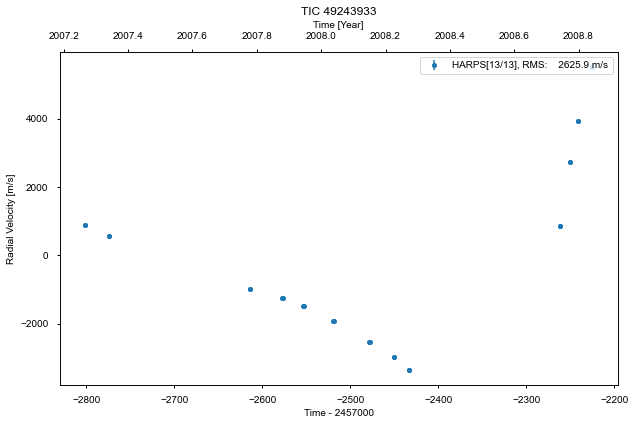 TIC 49243933
Time [Year]
2007.2 2007.4 2007.6 2007.8 2008.0 2008.2 2008.4 2008.6 2008.8
HARPS[13/13], RMS: 2625.9 m/s
4000
2000
0
−2000
Radial Velocity [m/s]
−2800 −2700 −2600 −2500 −2400 −2300 −2200
Time - 2457000